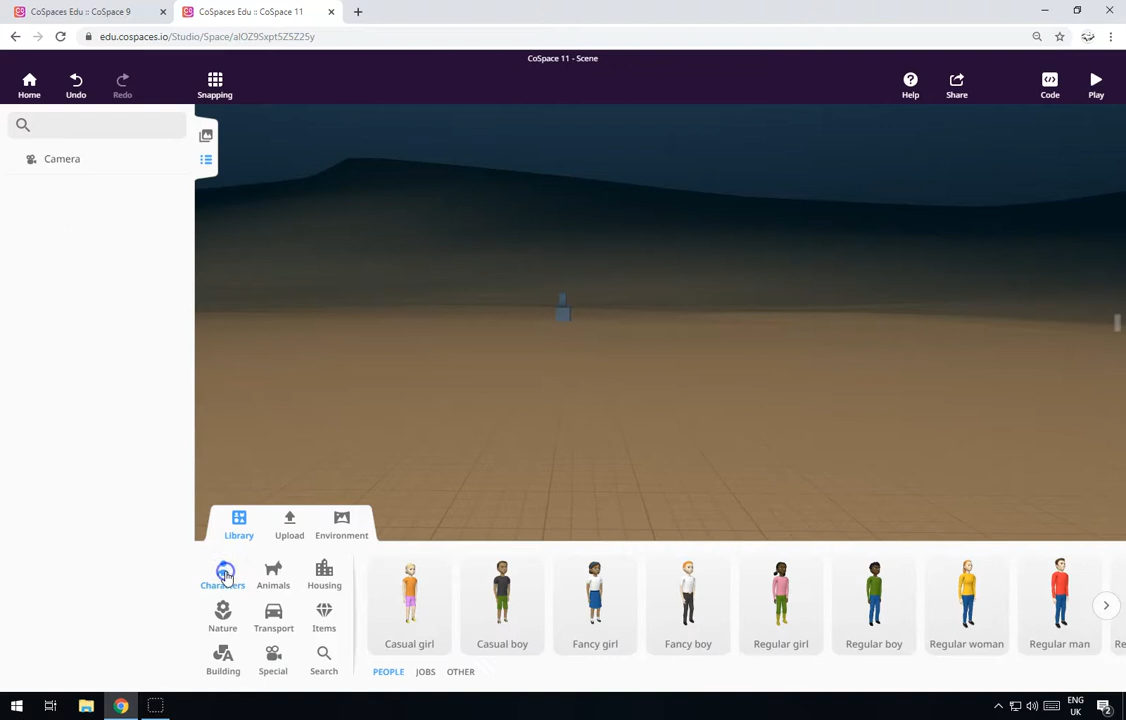 CoSpaces Edu :: CoSpace 9
CoSpaces Edu :: CoSpace 11
edu.cospaces.io/Studio/Space/alOZ9Sxpt5Z5Z25y
CoSpace 11 - Scene
Home
Undo
Redo
Snapping
Help
Share
Code
Play
Camera
Library
Upload
Environment
Characters
Animals
Housing
Nature
Transport
Items
Building
Special
Search
Casual girl
Casual boy
Fancy girl
Fancy boy
Regular girl
Regular boy
Regular woman
Regular man
PEOPLE
JOBS
OTHER
ENG
UK
2